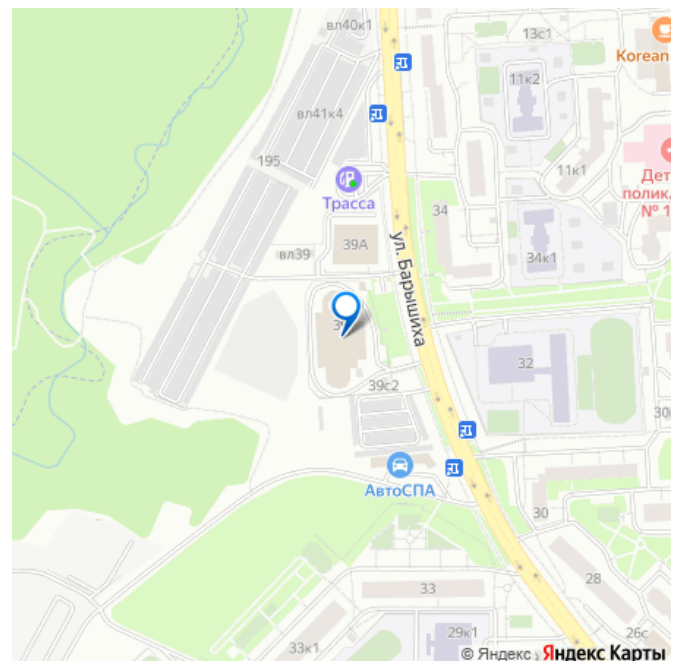 вл40к1
13с1
Korean
11к2
вл41к4
195
11к1
Дет
полик
№ 1
Трасса
34
39А
ул. Барышиха
вл39
34к1
32
39с2
30
АвтоСПА
30
28
33
29к1
33к1
26с
© Яндекс
Яндекс Карты